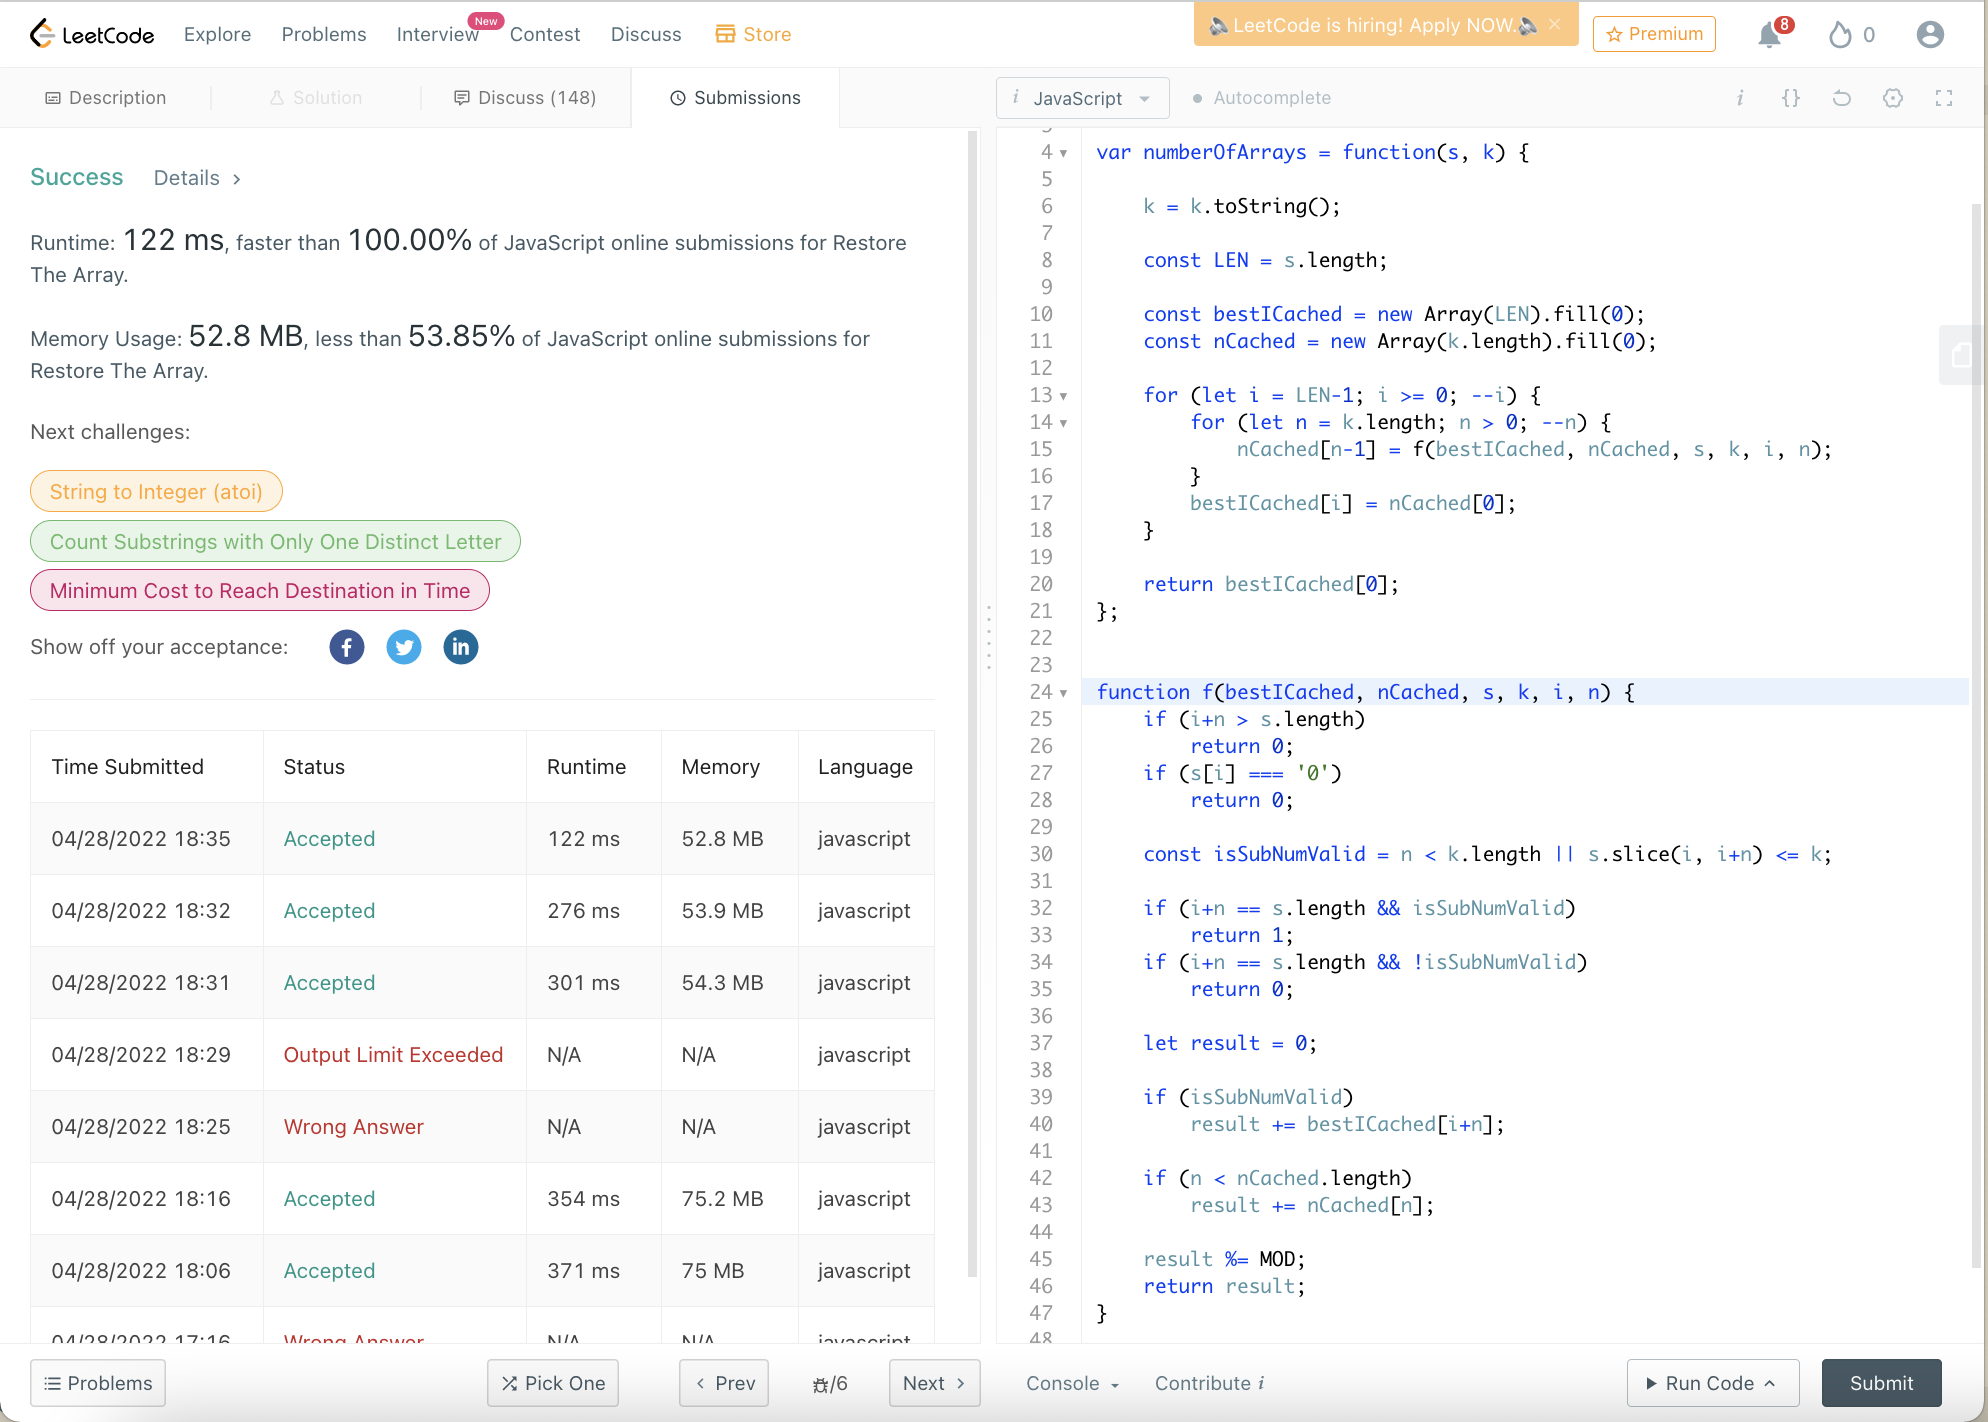 LeetCode
Explore
Problems
Interview
New
Contest
Discuss
Store
LeetCode is hiring! Apply NOW.
Premium
8
0
Description
Solution
Discuss (148)
Submissions
i JavaScript
Autocomplete
i {}
Success Details >
Runtime: 122 ms, faster than 100.00% of JavaScript online submissions for Restore
The Array.
Memory Usage: 52.8 MB, less than 53.85% of JavaScript online submissions for
Restore The Array.
Next challenges:
String to Integer (atoi)
Count Substrings with Only One Distinct Letter
Minimum Cost to Reach Destination in Time
Show off your acceptance:
Time Submitted Status Runtime Memory Language
04/28/2022 18:35 Accepted 122 ms 52.8 MB javascript
04/28/2022 18:32 Accepted 276 ms 53.9 MB javascript
04/28/2022 18:31 Accepted 301 ms 54.3 MB javascript
04/28/2022 18:29 Output Limit Exceeded N/A N/A javascript
04/28/2022 18:25 Wrong Answer N/A N/A javascript
04/28/2022 18:16 Accepted 354 ms 75.2 MB javascript
04/28/2022 18:06 Accepted 371 ms 75 MB javascript
04/28/2022 17:16 Wrong Answer N/A N/A javascript
4 var numberOfArrays = function(s, k) {
5
6 k = k.toString();
7
8 const LEN = s.length;
9
10 const bestICached = new Array(LEN).fill(0);
11 const nCached = new Array(k.length).fill(0);
12
13 for (let i = LEN-1; i >= 0; --i) {
14 for (let n = k.length; n > 0; --n) {
15 nCached[n-1] = f(bestICached, nCached, s, k, i, n);
16 }
17 bestICached[i] = nCached[0];
18 }
19
20 return bestICached[0];
21 };
22
23
24 function f(bestICached, nCached, s, k, i, n) {
25 if (i+n > s.length)
26 return 0;
27 if (s[i] === '0')
28 return 0;
29
30 const isSubNumValid = n < k.length || s.slice(i, i+n) <= k;
31
32 if (i+n == s.length && isSubNumValid)
33 return 1;
34 if (i+n == s.length && !isSubNumValid)
35 return 0;
36
37 let result = 0;
38
39 if (isSubNumValid)
40 result += bestICached[i+n];
41
42 if (n < nCached.length)
43 result += nCached[n];
44
45 result %= MOD;
46 return result;
47 }
48
Problems
Pick One
< Prev
/6
Next >
Console
Contribute i
Run Code
Submit